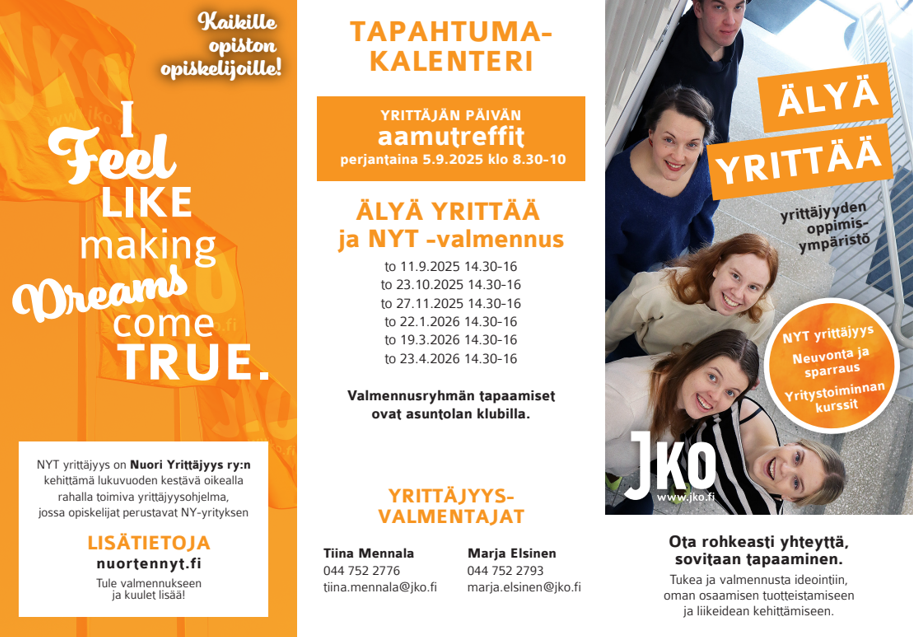 Kaikille
opiston
opiskelijoille!
I
Feel
LIKE
making
Dreams
come
TRUE.
NYT yrittäjyys on Nuori Yrittäjyys ry:n
kehittämä lukuvuoden kestävä oikealla
rahalla toimiva yrittäjyysohjelma,
jossa opiskelijat perustavat NY-yrityksen
LISÄTIETOJA
nuortennyt.fi
Tule valmennukseen
ja kuulet lisää!
TAPAHTUMA-
KALENTERI
YRITTÄJÄN PÄIVÄN
aamutreffit
perjantaina 5.9.2025 klo 8.30-10
ÄLYÄ YRITTÄÄ
ja NYT -valmennus
to 11.9.2025 14.30-16
to 23.10.2025 14.30-16
to 27.11.2025 14.30-16
to 22.1.2026 14.30-16
to 19.3.2026 14.30-16
to 23.4.2026 14.30-16
Valmennusryhmän tapaamiset
ovat asuntolan klubilla.
YRITTÄJYYS-
VALMENTAJAT
Tiina Mennala
044 752 2776
tiina.mennala@jko.fi
Marja Elsinen
044 752 2793
marja.elsinen@jko.fi
ÄLYÄ
YRITTÄÄ
yrittäjyyden
oppimis-
ympäristö
NYT yrittäjyys
Neuvonta ja
sparraus
Yritystoiminnan
kurssit
JKO
www.jko.fi
Ota rohkeasti yhteyttä,
sovitaan tapaaminen.
Tukea ja valmennusta ideointiin,
oman osaamisen tuotteistamiseen
ja liikeidean kehittämiseen.